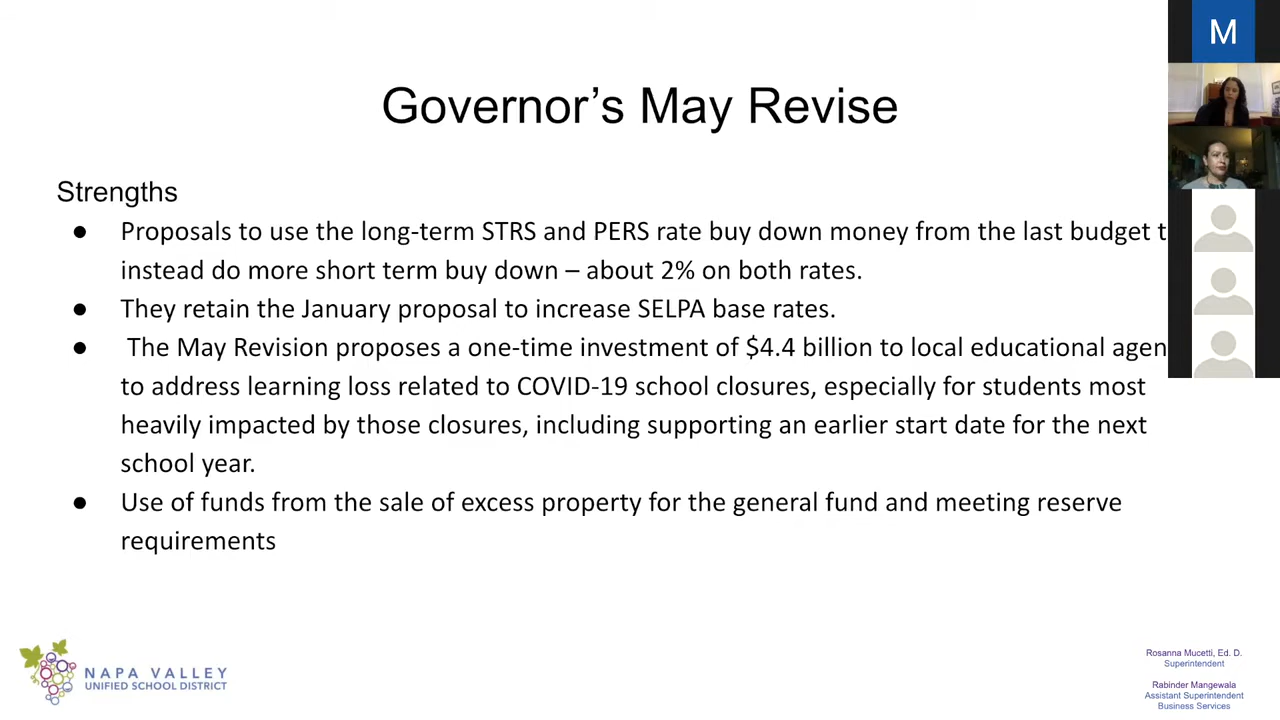 M
Governor’s May Revise
Strengths
● Proposals to use the long-term STRS and PERS rate buy down money from the last budget t
instead do more short term buy down – about 2% on both rates.
● They retain the January proposal to increase SELPA base rates.
● The May Revision proposes a one-time investment of $4.4 billion to local educational agen
to address learning loss related to COVID-19 school closures, especially for students most
heavily impacted by those closures, including supporting an earlier start date for the next
school year.
● Use of funds from the sale of excess property for the general fund and meeting reserve
requirements
NAPA VALLEY
UNIFIED SCHOOL DISTRICT
Rosanna Mucetti, Ed. D.
Superintendent
Rabinder Mangewala
Assistant Superintendent
Business Services